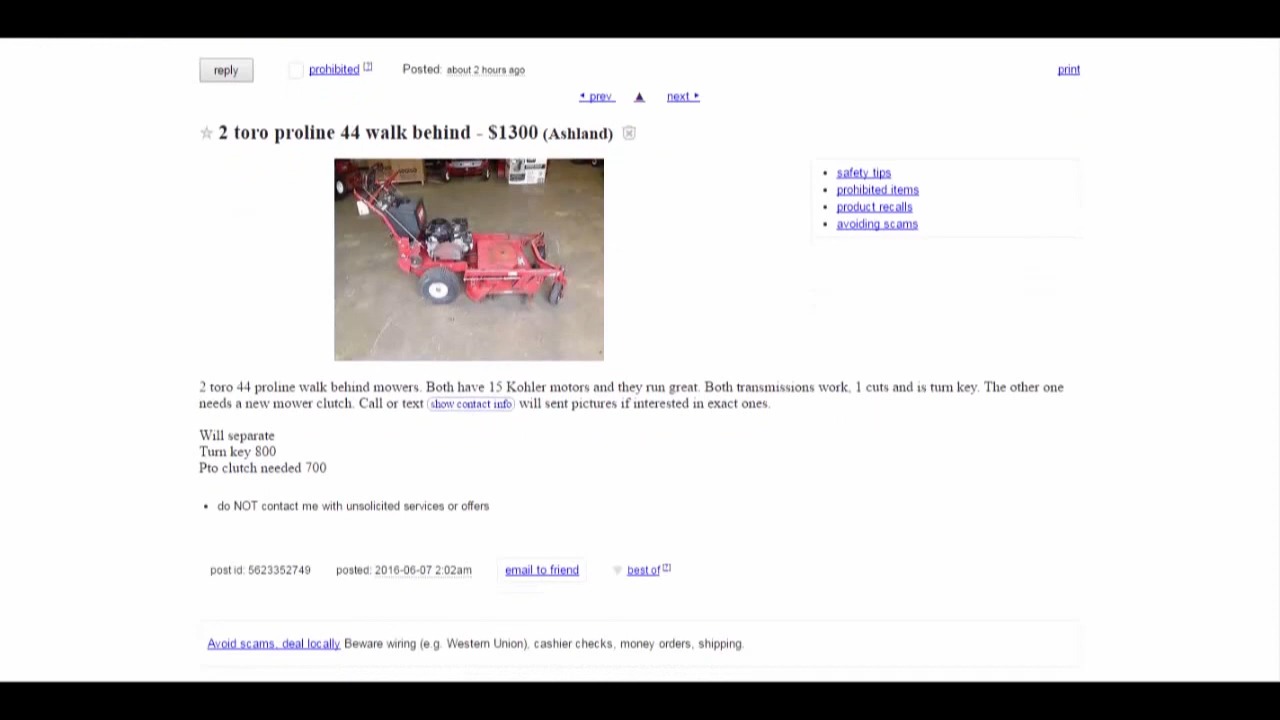 reply
prohibited [?]
Posted: about 2 hours ago
print
prev ▲ next
2 toro proline 44 walk behind - $1300 (Ashland)
• safety tips
• prohibited items
• product recalls
• avoiding scams
2 toro 44 proline walk behind mowers. Both have 15 Kohler motors and they run great. Both transmissions work, 1 cuts and is turn key. The other one
needs a new mower clutch. Call or text show contact info will sent pictures if interested in exact ones.
Will separate
Turn key 800
Pto clutch needed 700
• do NOT contact me with unsolicited services or offers
post id: 5623352749
posted: 2016-06-07 2:02am
email to friend
best of [?]
Avoid scams, deal locally Beware wiring (e.g. Western Union), cashier checks, money orders, shipping.